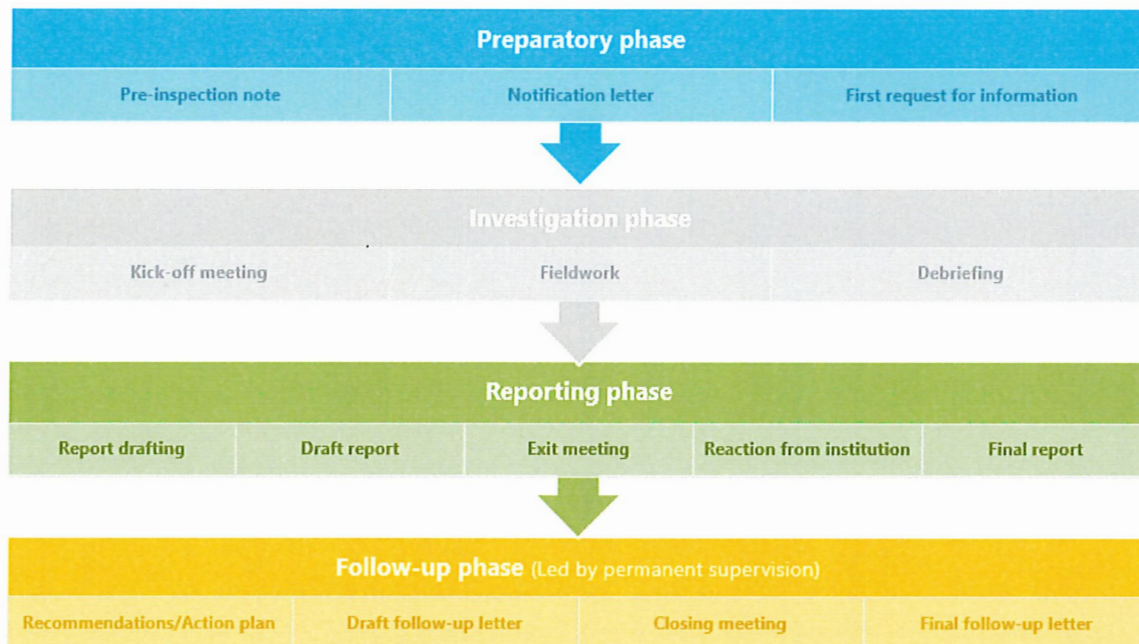 Preparatory phase
Pre-inspection note
Notification letter
First request for information
Investigation phase
Kick-off meeting
Fieldwork
Debriefing
Reporting phase
Report drafting
Draft report
Exit meeting
Reaction from institution
Final report
Follow-up phase (Led by permanent supervision)
Recommendations/Action plan
Draft follow-up letter
Closing meeting
Final follow-up letter